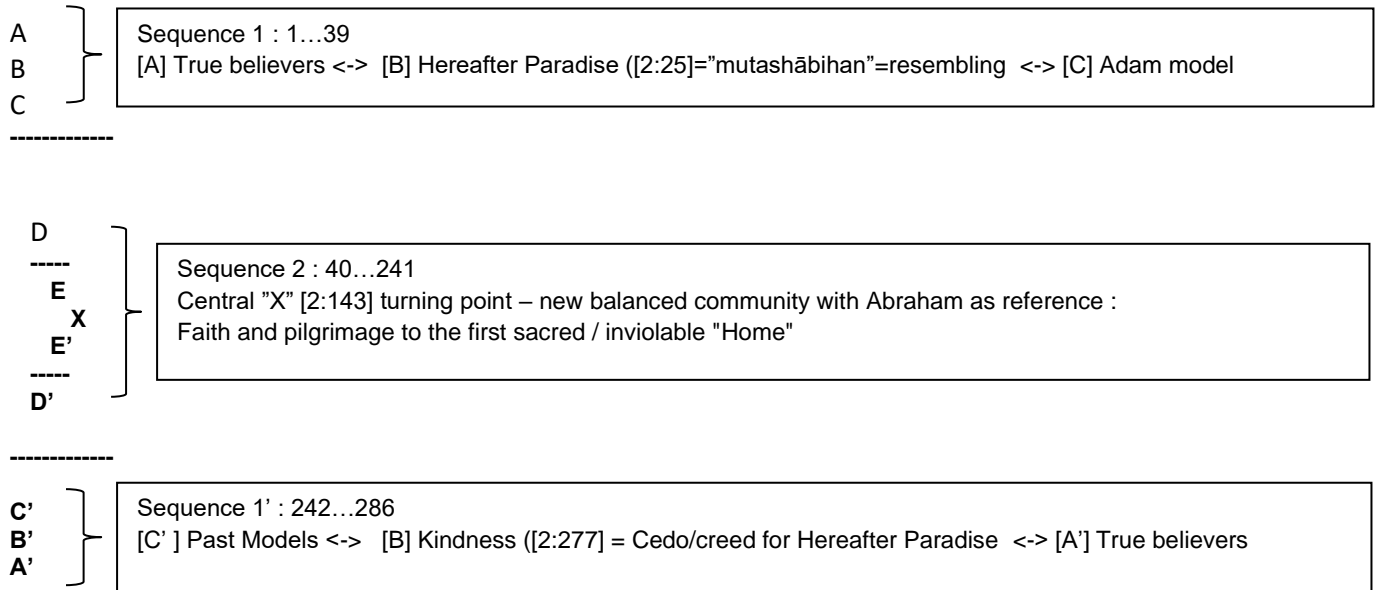 A
B
C
Sequence 1 : 1…39
[A] True believers <-> [B] Hereafter Paradise ([2:25]=”mutashābihan”=resembling <-> [C] Adam model
-------------
D
-----
E
X
E’
-----
D’
Sequence 2 : 40…241
Central ”X” [2:143] turning point – new balanced community with Abraham as reference :
Faith and pilgrimage to the first sacred / inviolable "Home"
-------------
C’
B’
A’
Sequence 1’ : 242…286
[C’ ] Past Models <-> [B] Kindness ([2:277] = Cedo/creed for Hereafter Paradise <-> [A’] True believers